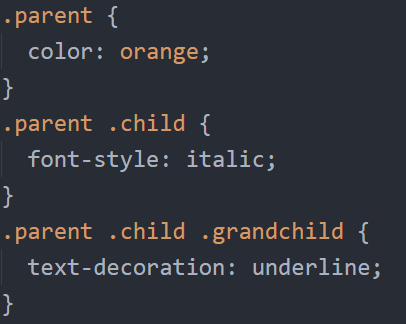 .parent {
  color: orange;
}
.parent .child {
  font-style: italic;
}
.parent .child .grandchild {
  text-decoration: underline;
}